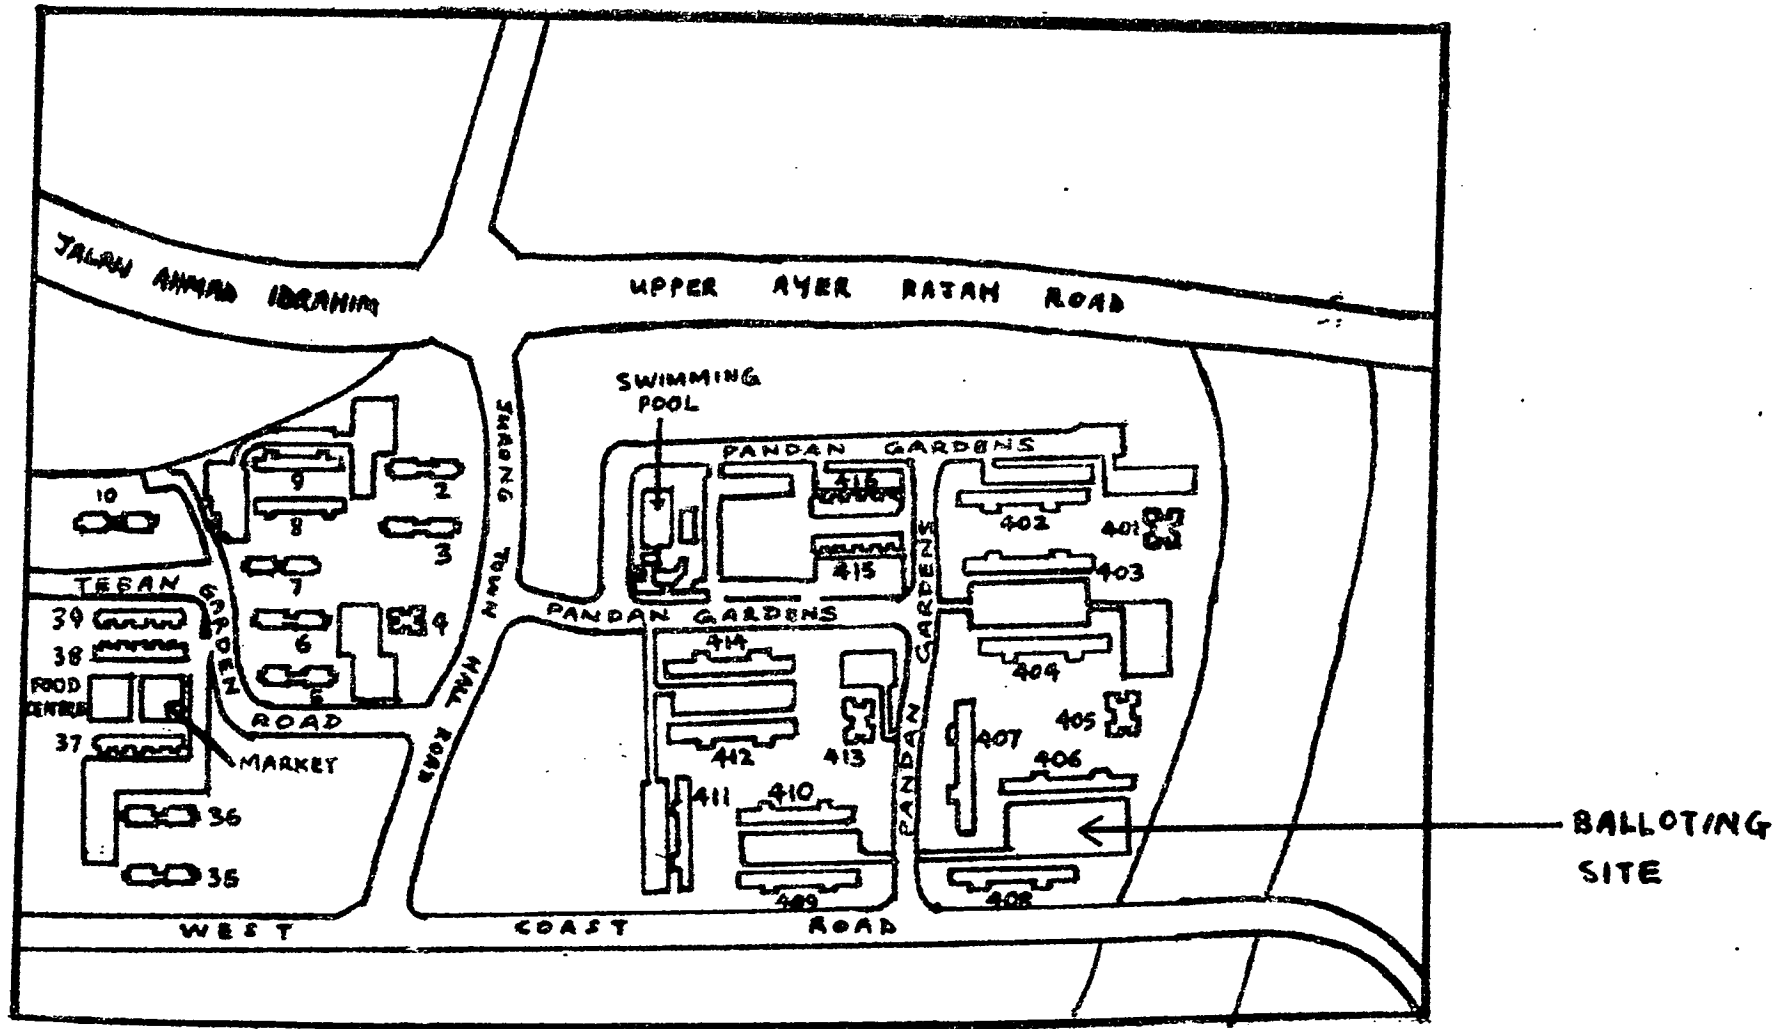 JALAN AHMAD IBRAHIM
UPPER AYER RAJAH ROAD
SWIMMING
POOL
JURONG TOWN HALL ROAD
PANDAN GARDENS
416
9
2
10
8
402
401
3
415
403
7
TEBAN GARDEN ROAD
PANDAN GARDENS
PANDAN GARDENS
39
4
6
414
38
404
5
FOOD
CENTRE
405
37
MARKET
412
413
407
406
411
410
36
BALLOTING
SITE
35
409
408
WEST COAST ROAD